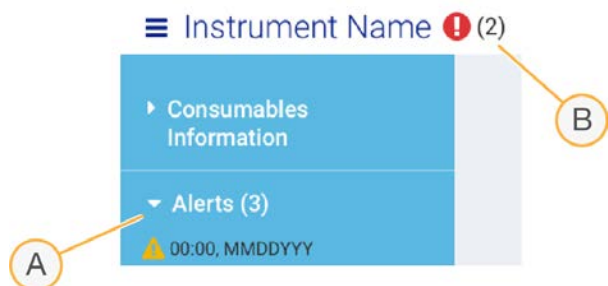 Instrument Name (2)
B
Consumables
Information
Alerts (3)
A
00:00, MMDDYYY